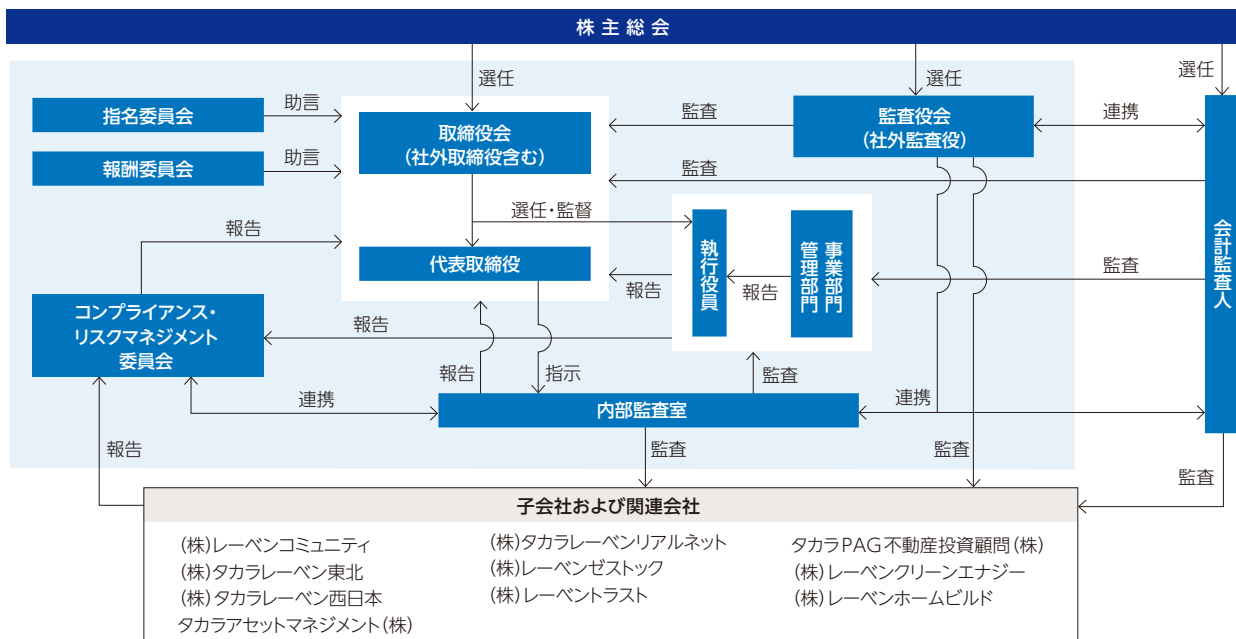 株主総会
選任
選任
選任
指名委員会
助言
報酬委員会
助言
取締役会
(社外取締役含む)
監査
監査役会
(社外監査役)
連携
監査
選任・監督
代表取締役
報告
執行役員
報告
事業部門
管理部門
監査
会計監査人
報告
コンプライアンス・
リスクマネジメント
委員会
報告
報告
指示
監査
連携
内部監査室
連携
報告
監査
監査
監査
子会社および関連会社
(株)レーベンコミュニティ
(株)タカラレーベン東北
(株)タカラレーベン西日本
タカラアセットマネジメント(株)
(株)タカラレーベンリアルネット
(株)レーベンゼストック
(株)レーベントラスト
タカラPAG不動産投資顧問(株)
(株)レーベンクリーンエナジー
(株)レーベンホームビルド